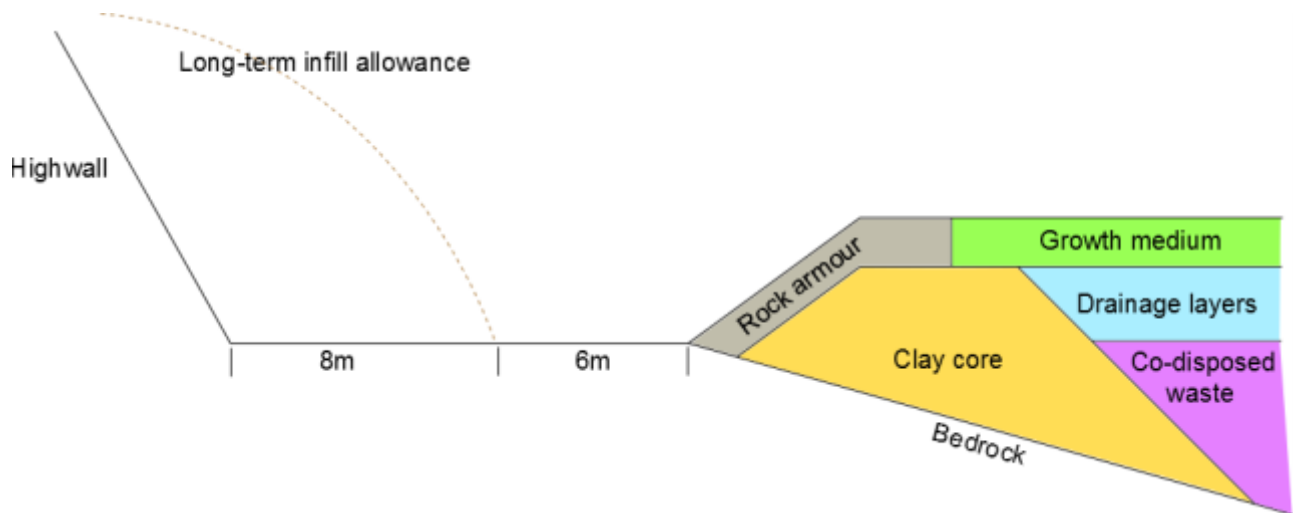 Long-term infill allowance
Highwall
Growth medium
Rock armour
Drainage layers
8m
6m
Clay core
Co-disposed
waste
Bedrock